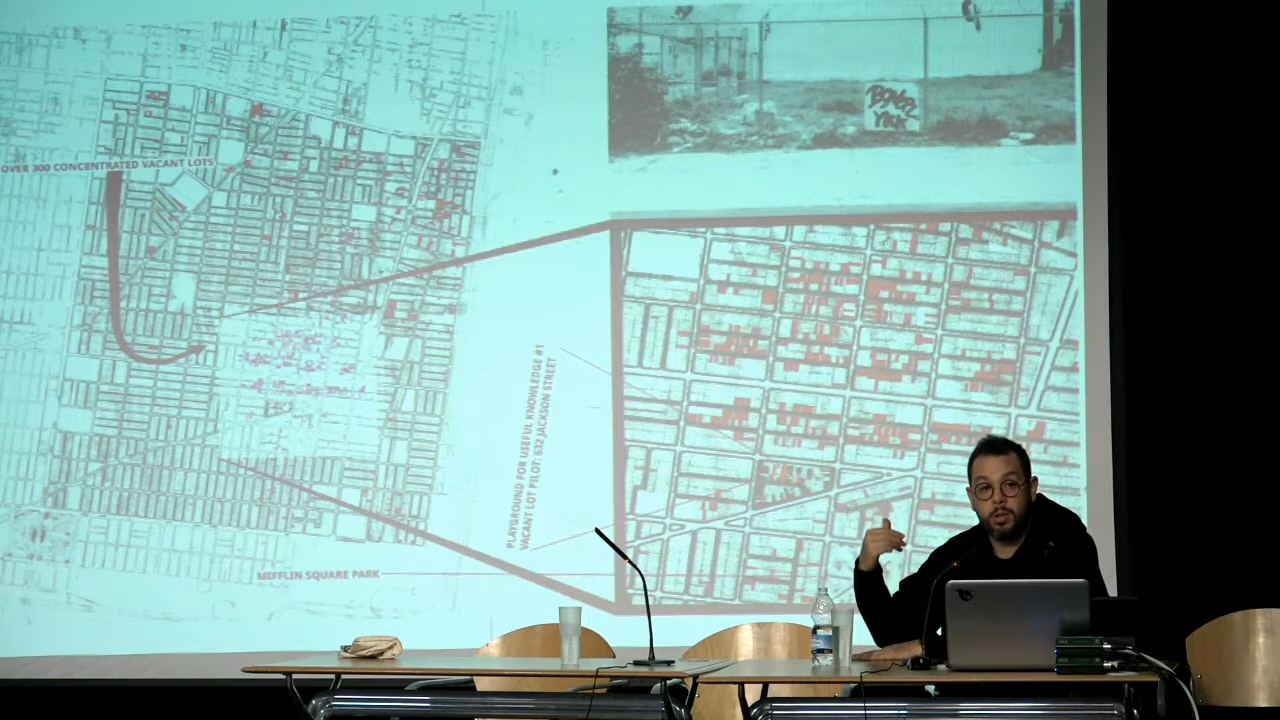 OVER 300 CONCENTRATED VACANT LOTS
PLAYGROUND FOR USEFUL KNOWLEDGE #1
VACANT LOT PILOT: 632 JACKSON STREET
MIFFLIN SQUARE PARK